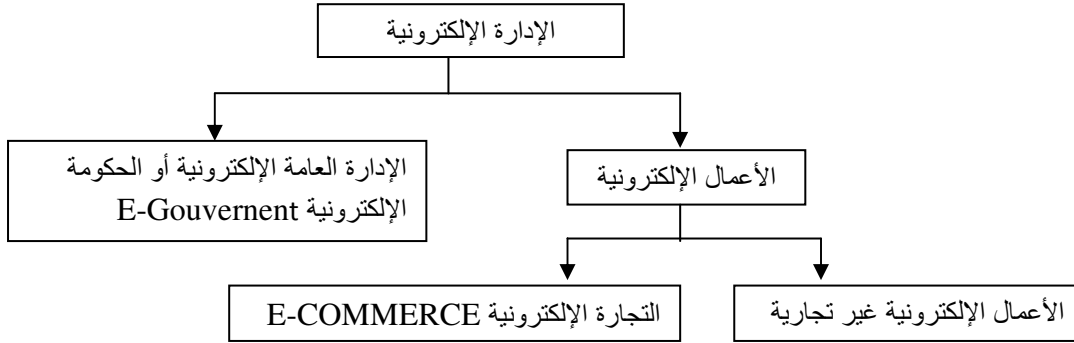 الإدارة الإلكترونية
الأعمال الإلكترونية
الإدارة العامة الإلكترونية أو الحكومة
الإلكترونية E-Gouvernent
الأعمال الإلكترونية غير تجارية
التجارة الإلكترونية E-COMMERCE